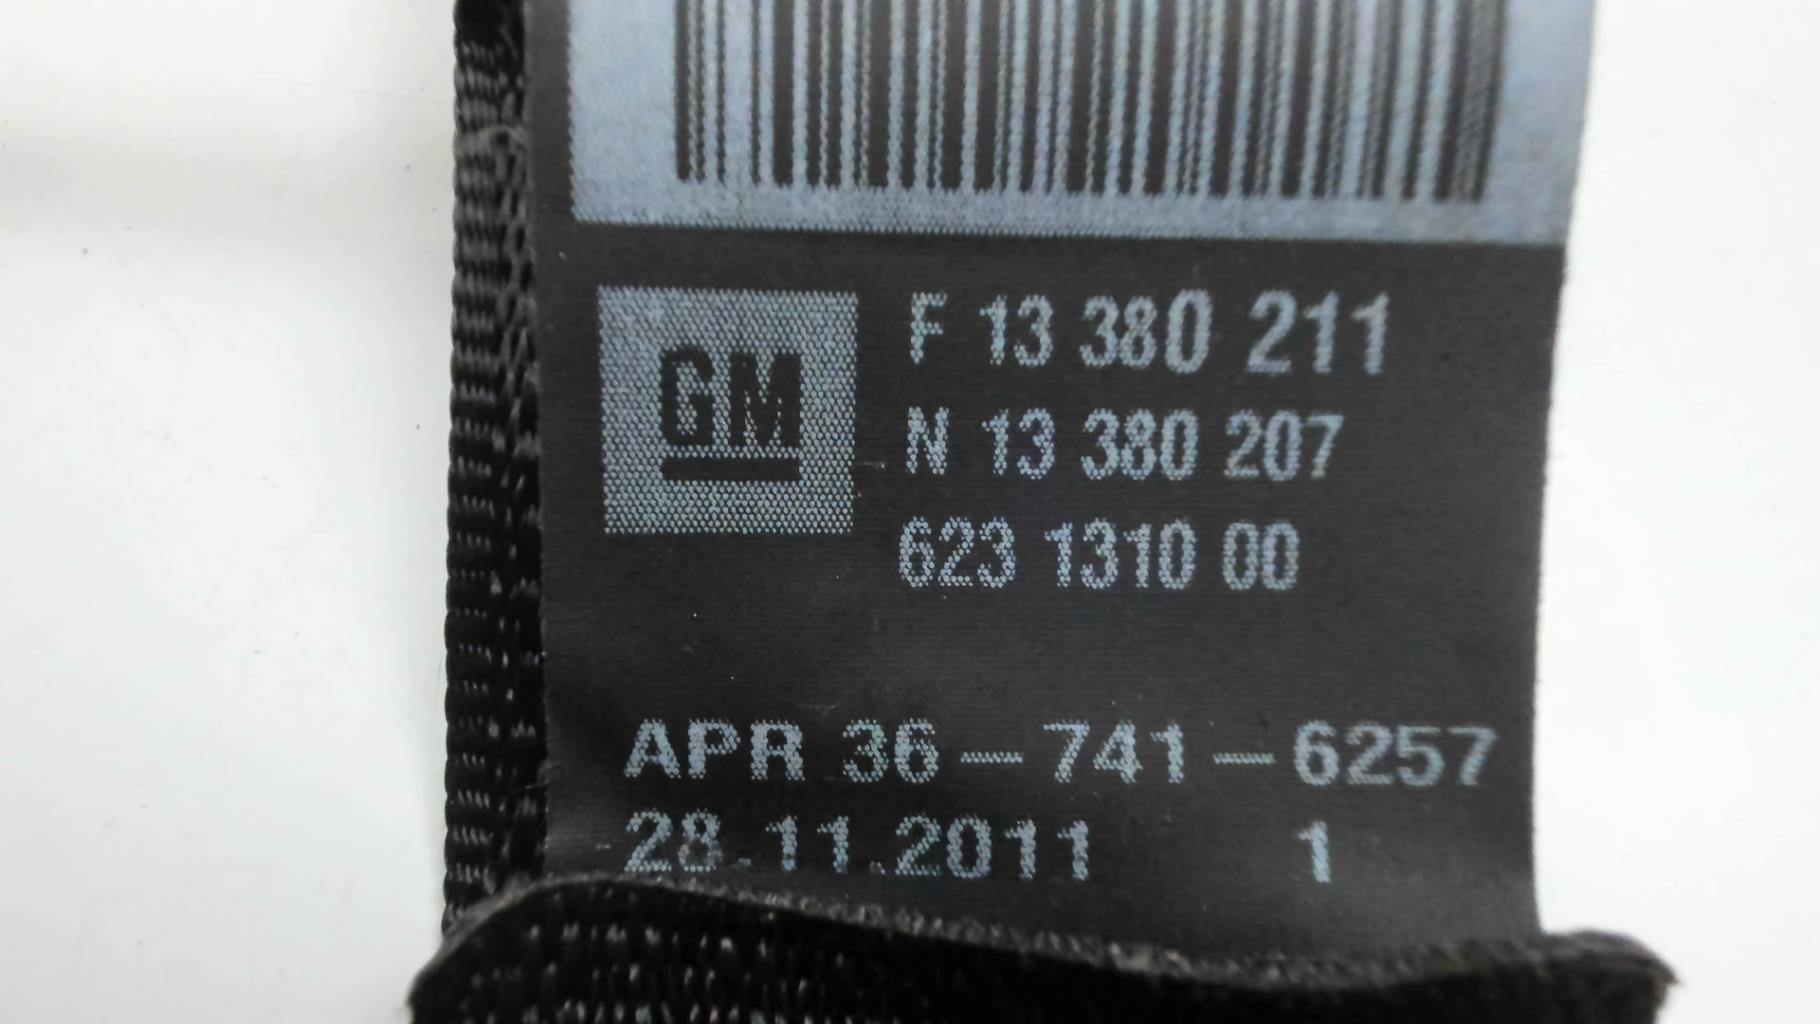 GM
F 13 380 211
N 13 380 207
623 1310 00
APR 36-741-6257
28.11.2011 1